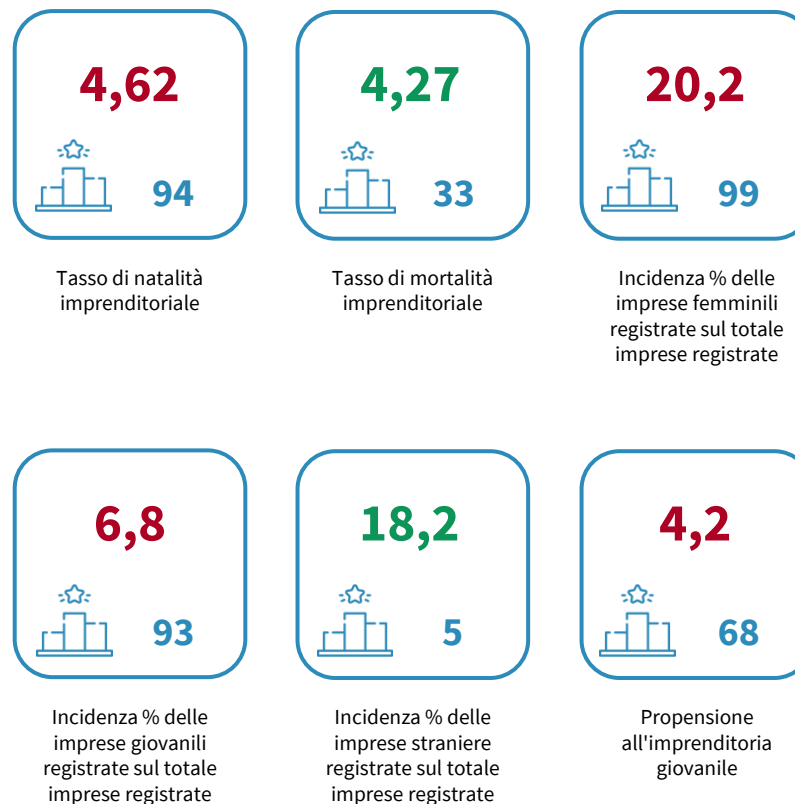 4,62
94
Tasso di natalità
imprenditoriale
4,27
33
Tasso di mortalità
imprenditoriale
20,2
99
Incidenza % delle
imprese femminili
registrate sul totale
imprese registrate
6,8
93
Incidenza % delle
imprese giovanili
registrate sul totale
imprese registrate
18,2
5
Incidenza % delle
imprese straniere
registrate sul totale
imprese registrate
4,2
68
Propensione
all'imprenditoria
giovanile